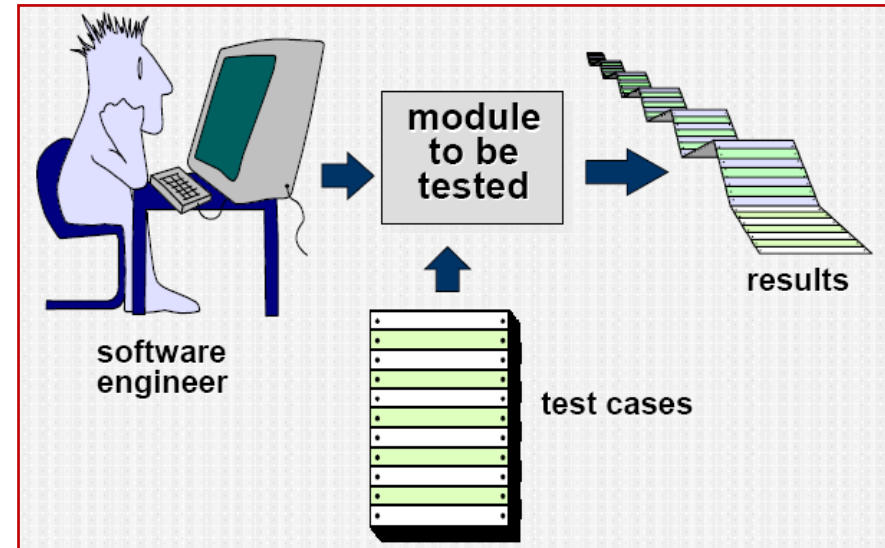 module
to be
tested
results
software
engineer
test cases